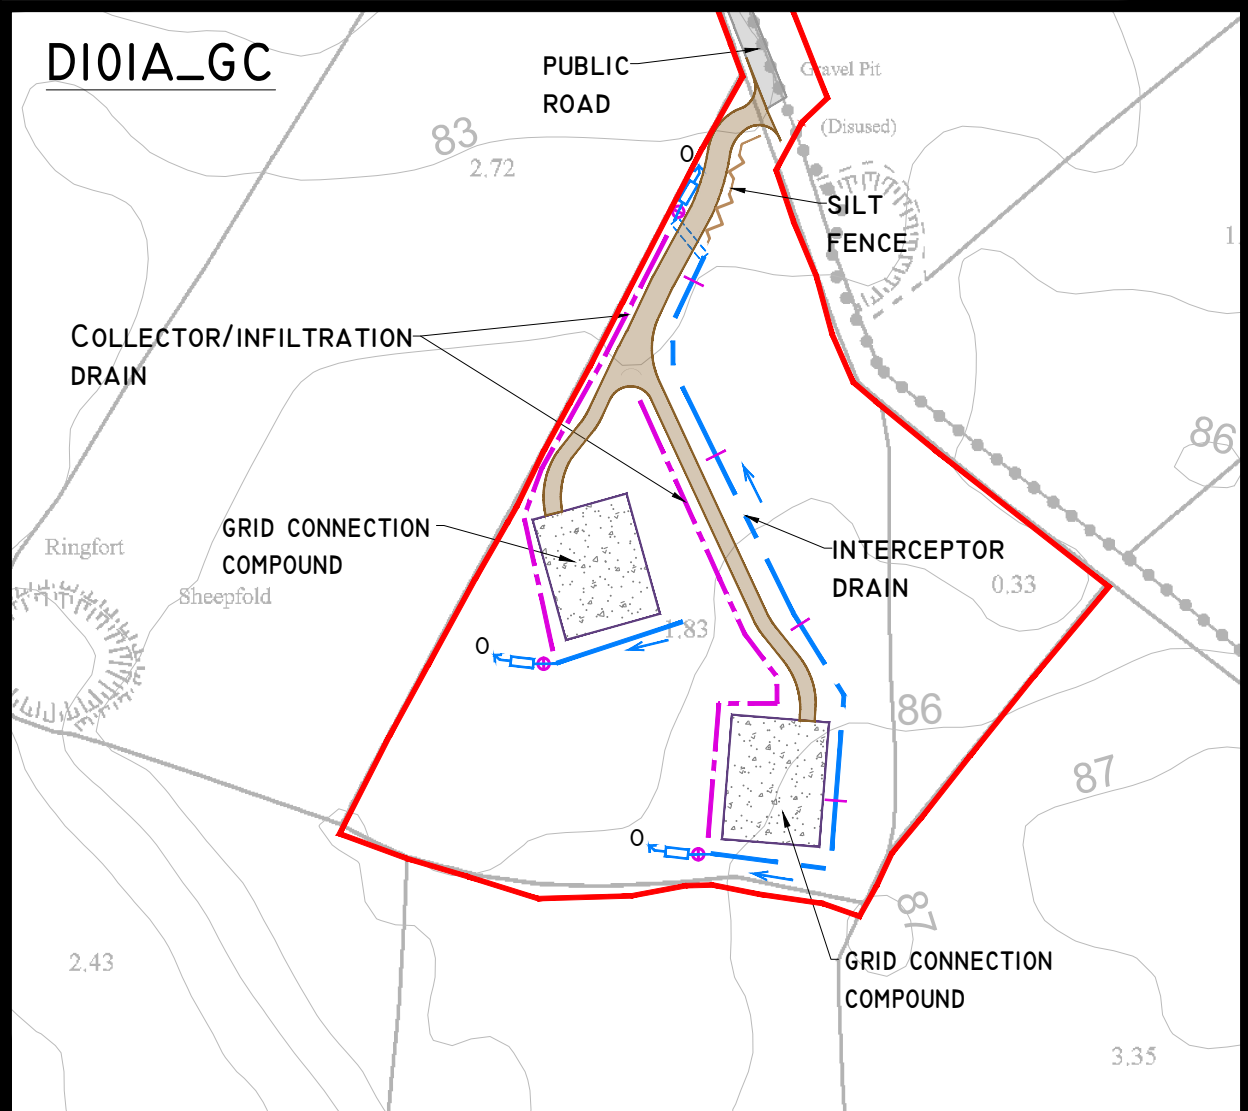 D101A_GC
PUBLIC
ROAD
Gravel Pit
(Disused)
83
2.72
O
SILT
FENCE
COLLECTOR/INFILTRATION
DRAIN
86
GRID CONNECTION
COMPOUND
Ringfort
Sheepfold
INTERCEPTOR
DRAIN
0.33
1.83
O
86
87
O
87
GRID CONNECTION
COMPOUND
2.43
3.35